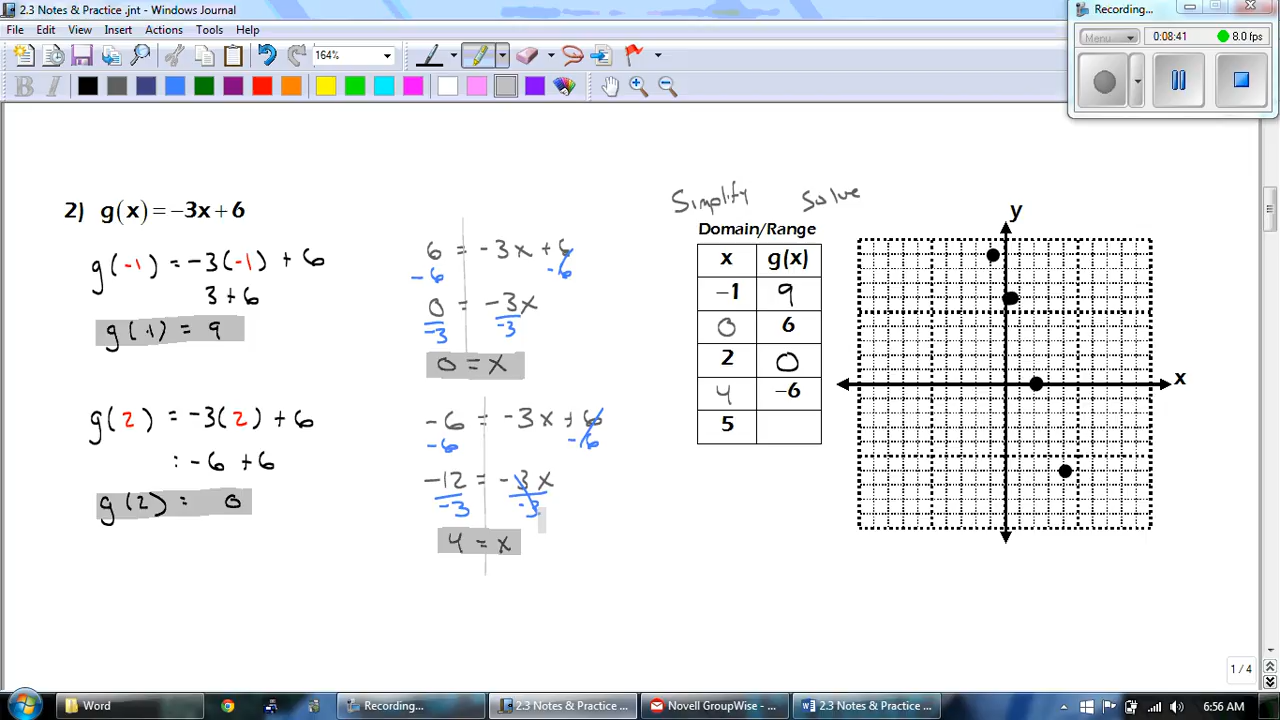 2.3 Notes & Practice .jnt - Windows Journal
File Edit View Insert Actions Tools Help
164%
B I
Recording...
Menu 0:08:41 8.0 fps
2) g(x) = -3x + 6
g(-1) = -3(-1) + 6
3 + 6
g(-1) = 9
g(2) = -3(2) + 6
: -6 + 6
g(2) = 0
6 = -3x + 6
-6 -6
0 = -3x
-3 -3
0 = x
-6 = -3x + 6
-6 -6
-12 = -3x
-3 -3
4 = x
Simplify Solve
Domain/Range
x g(x)
-1 9
0 6
2 0
4 -6
5
y
x
1 / 4
Word
Recording...
2.3 Notes & Practice ...
Novell GroupWise - ...
2.3 Notes & Practice ...
6:56 AM